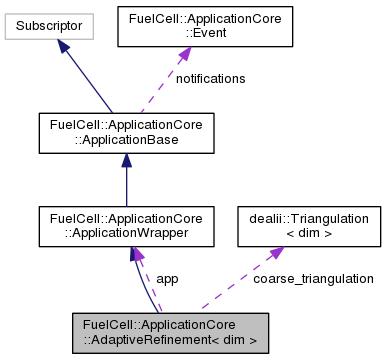 Subscriptor
FuelCell::ApplicationCore
::Event
notifications
FuelCell::ApplicationCore
::ApplicationBase
FuelCell::ApplicationCore
::ApplicationWrapper
dealii::Triangulation
< dim >
app
coarse_triangulation
FuelCell::ApplicationCore
::AdaptiveRefinement< dim >